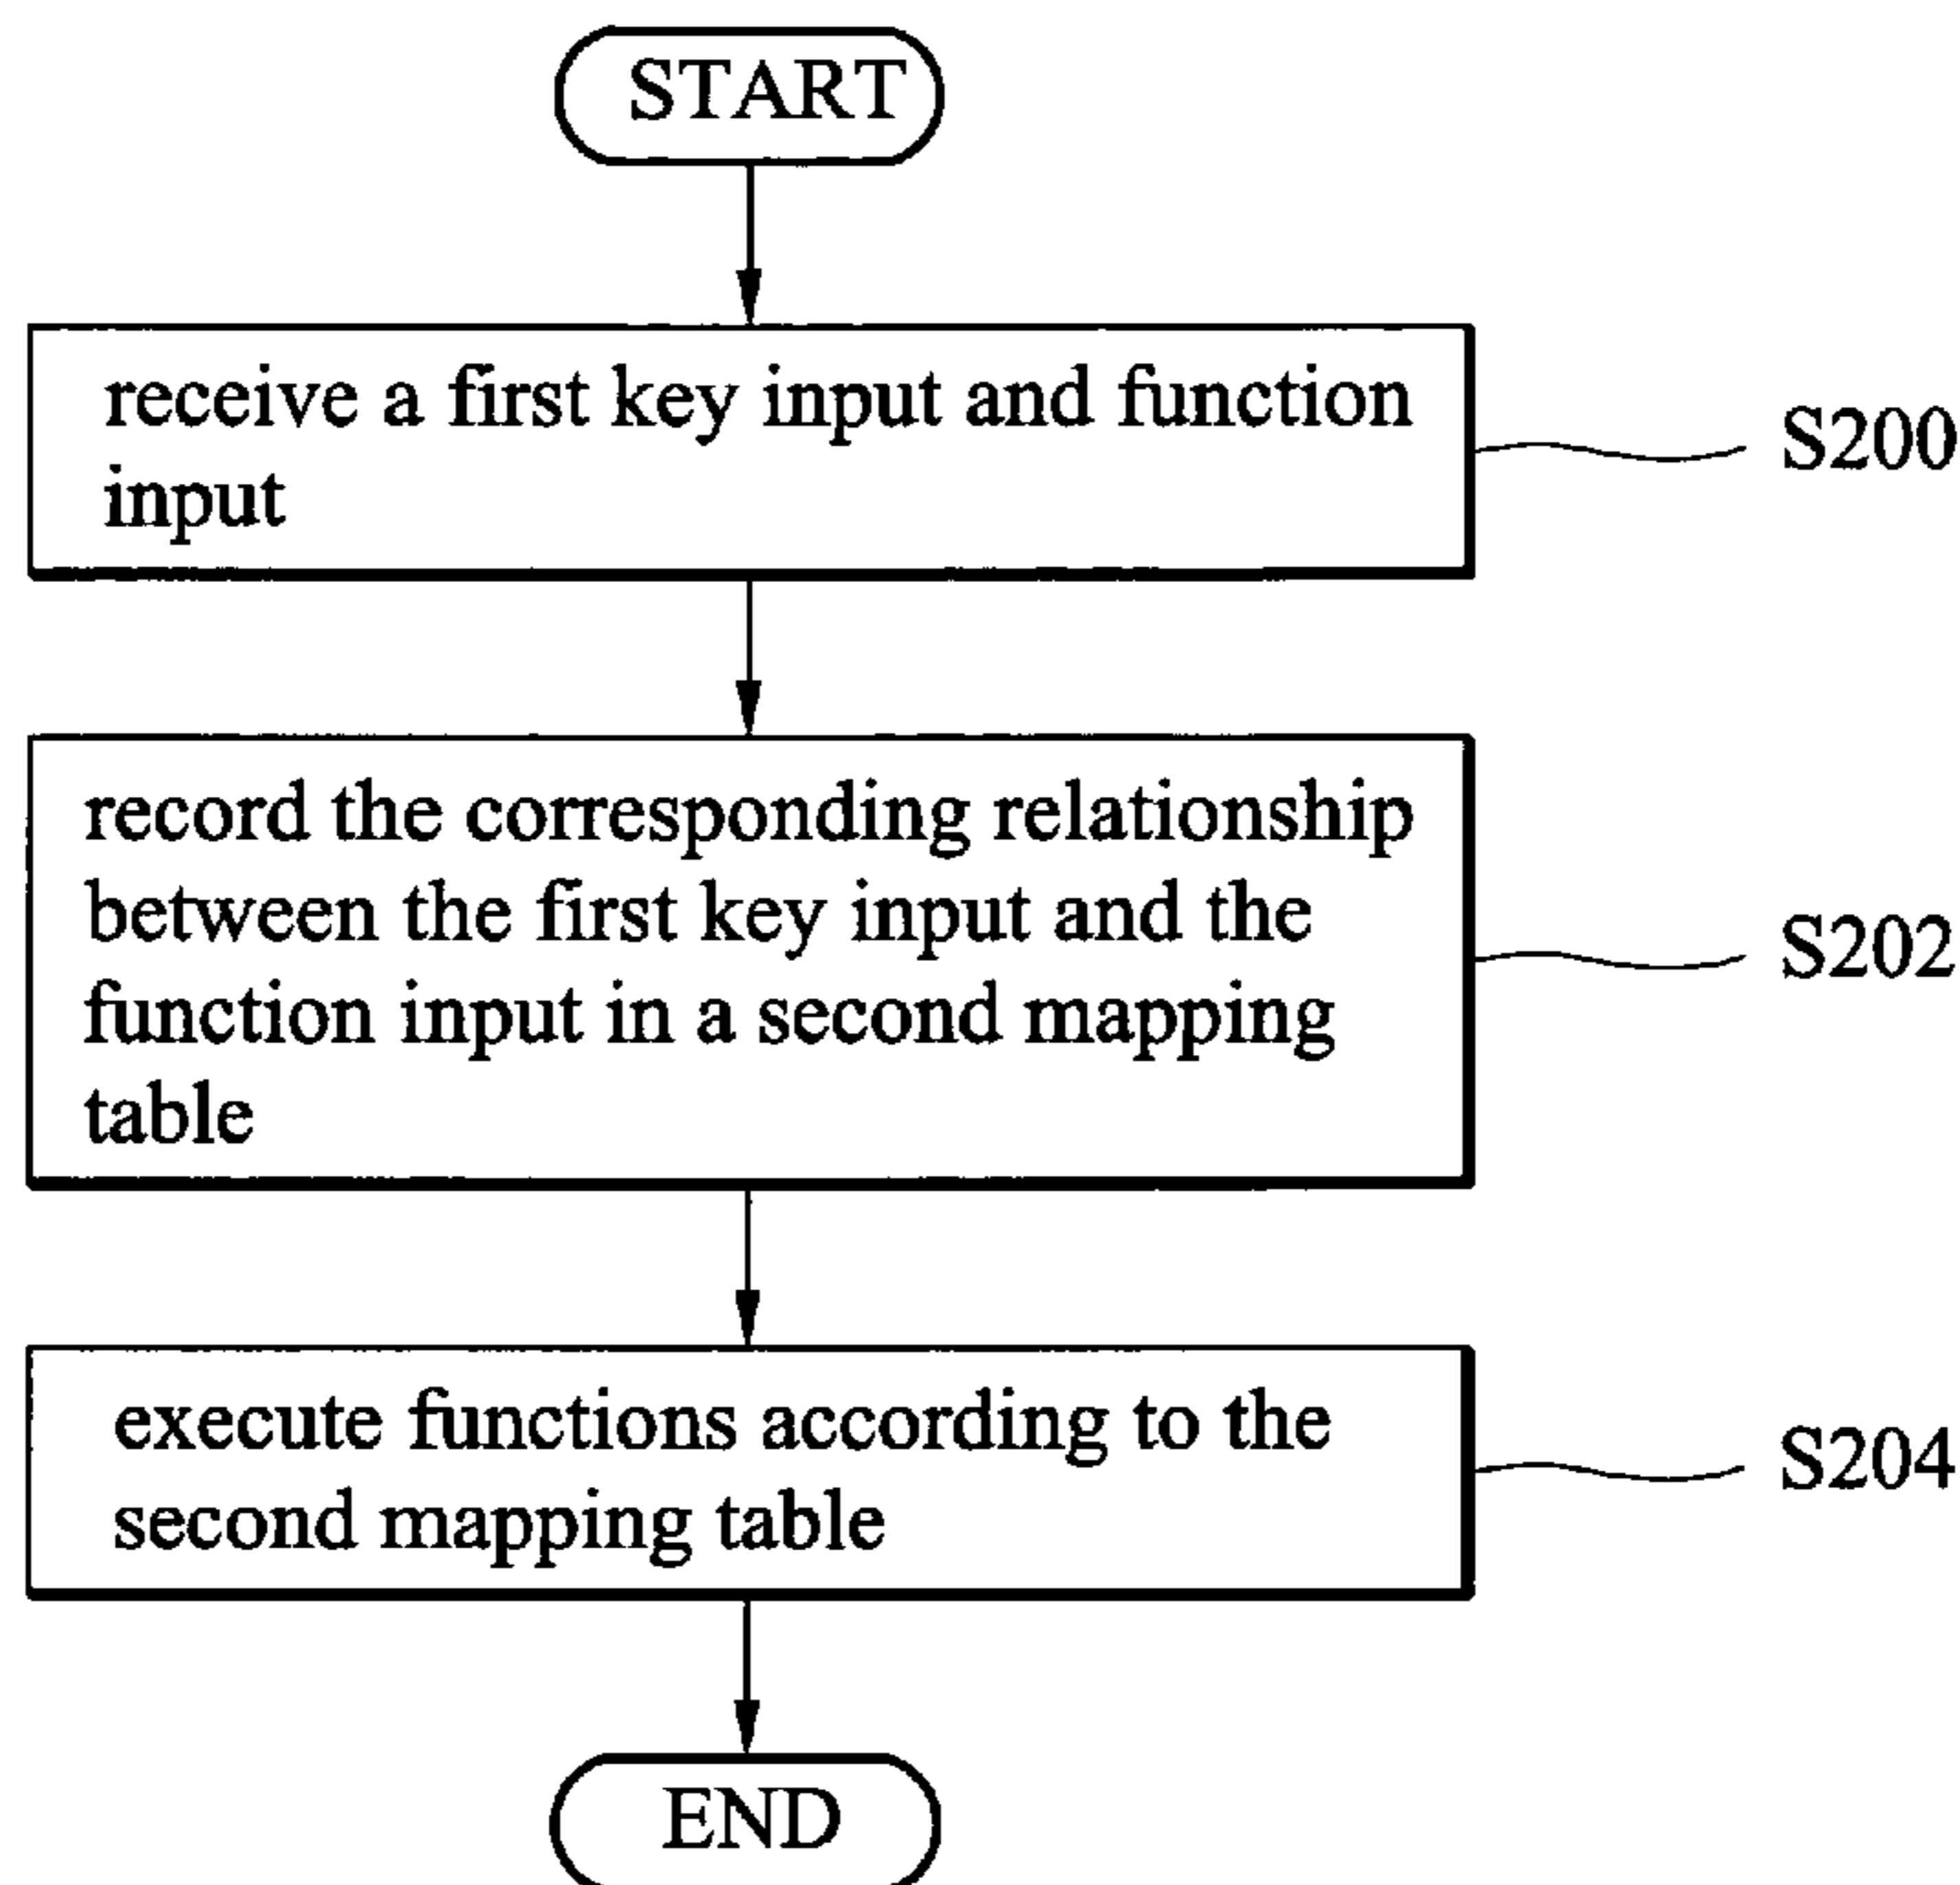 START
receive a first key input and function
input
S200
record the corresponding relationship
between the first key input and the
function input in a second mapping
table
S202
execute functions according to the
second mapping table
S204
END